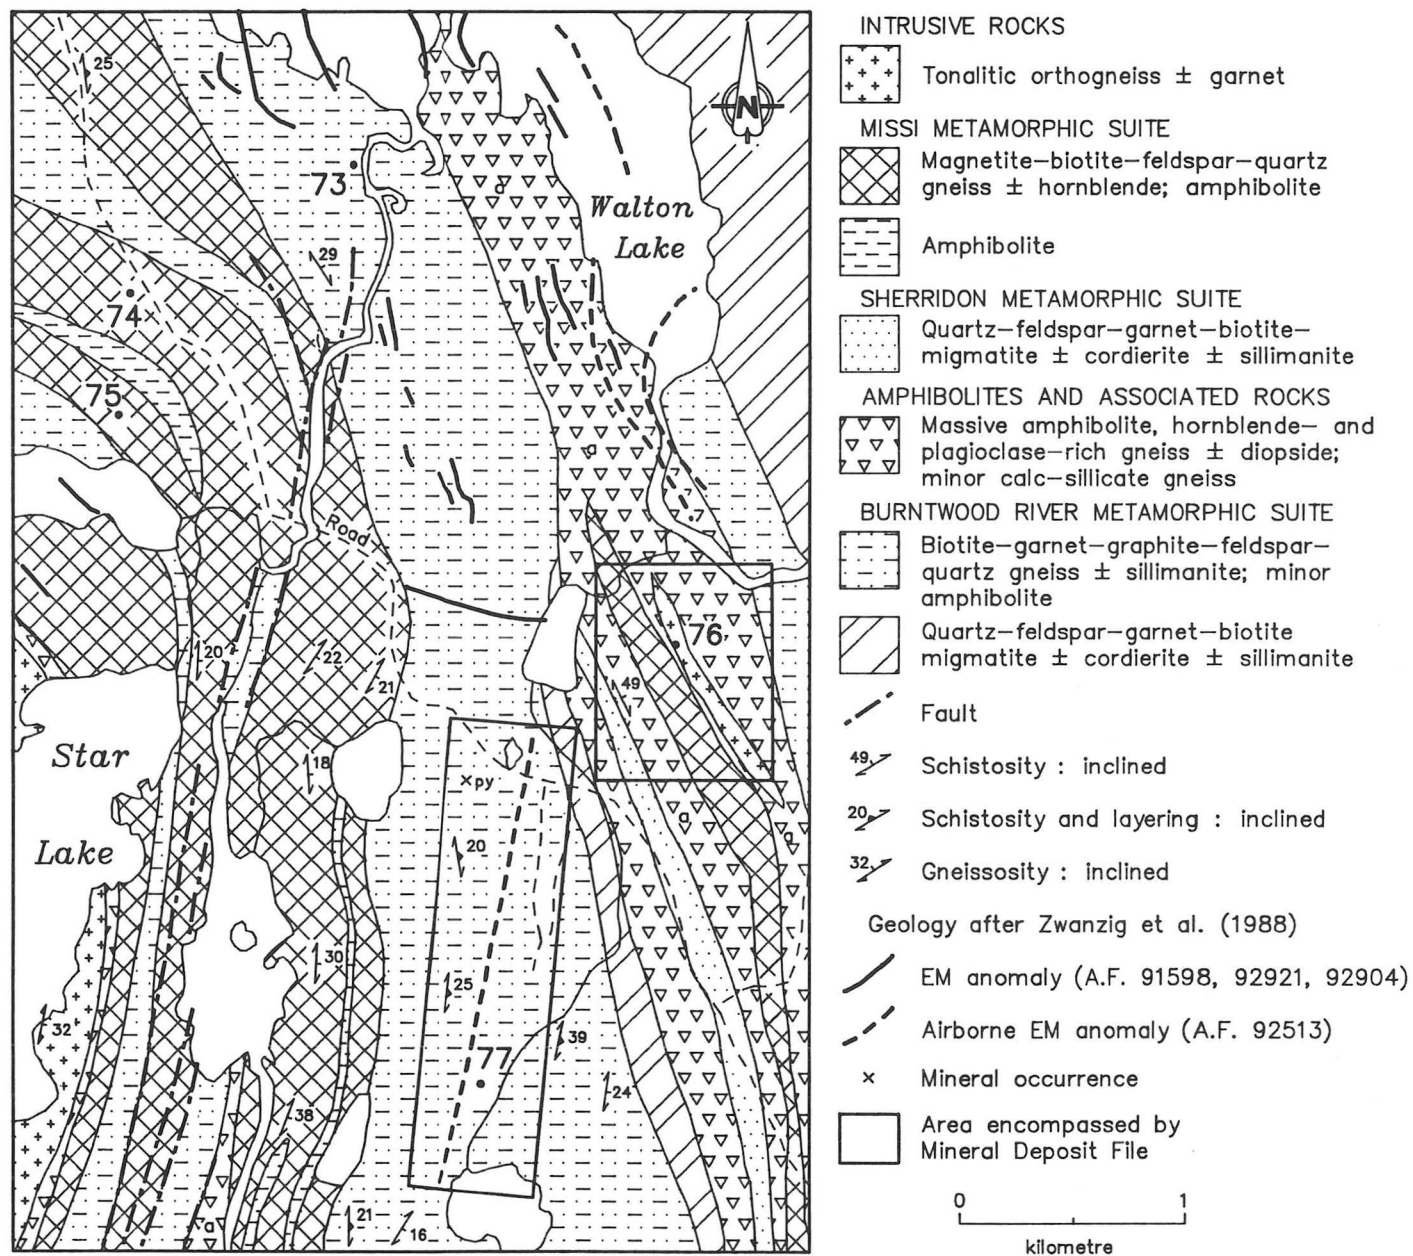 25
N
73
Walton
Lake
29
a
74
75
a
Road
76
20
22
21
49
Star
Lake
18
×py
20
a
a
30
25
32
77
39
24
38
21
16
a
INTRUSIVE ROCKS
Tonalitic orthogneiss ± garnet
MISSI METAMORPHIC SUITE
Magnetite–biotite–feldspar–quartz
gneiss ± hornblende; amphibolite
Amphibolite
SHERRIDON METAMORPHIC SUITE
Quartz–feldspar–garnet–biotite–
migmatite ± cordierite ± sillimanite
AMPHIBOLITES AND ASSOCIATED ROCKS
Massive amphibolite, hornblende– and
plagioclase–rich gneiss ± diopside;
minor calc–sillicate gneiss
BURNTWOOD RIVER METAMORPHIC SUITE
Biotite–garnet–graphite–feldspar–
quartz gneiss ± sillimanite; minor
amphibolite
Quartz–feldspar–garnet–biotite
migmatite ± cordierite ± sillimanite
Fault
49 Schistosity : inclined
20 Schistosity and layering : inclined
32 Gneissosity : inclined
Geology after Zwanzig et al. (1988)
EM anomaly (A.F. 91598, 92921, 92904)
Airborne EM anomaly (A.F. 92513)
× Mineral occurrence
Area encompassed by
Mineral Deposit File
0 1
kilometre